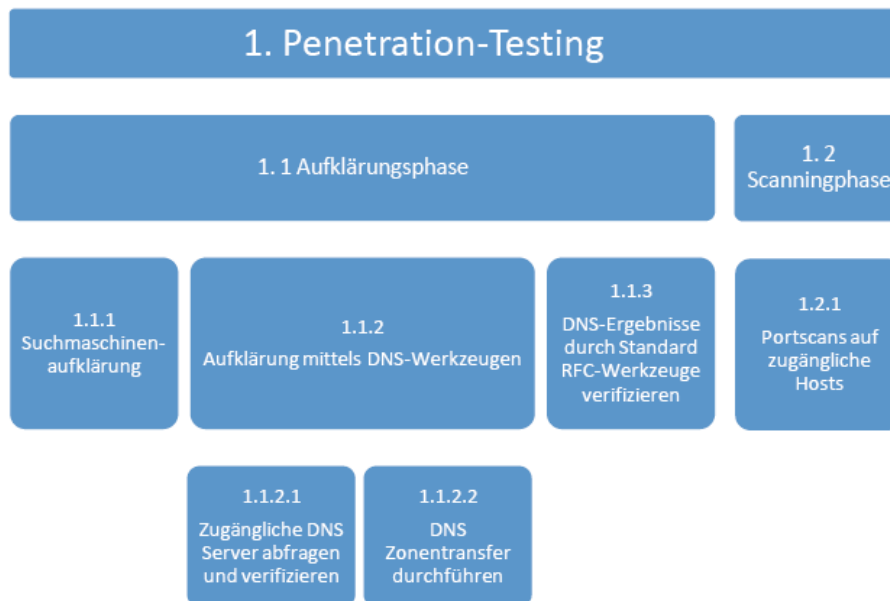 1. Penetration-Testing
1. 1 Aufklärungsphase
1. 2
Scanningphase
1.1.1
Suchmaschinen-
aufklärung
1.1.2
Aufklärung mittels DNS-Werkzeugen
1.1.3
DNS-Ergebnisse
durch Standard
RFC-Werkzeuge
verifizieren
1.2.1
Portscans auf
zugängliche
Hosts
1.1.2.1
Zugängliche DNS
Server abfragen
und verifizieren
1.1.2.2
DNS
Zonentransfer
durchführen